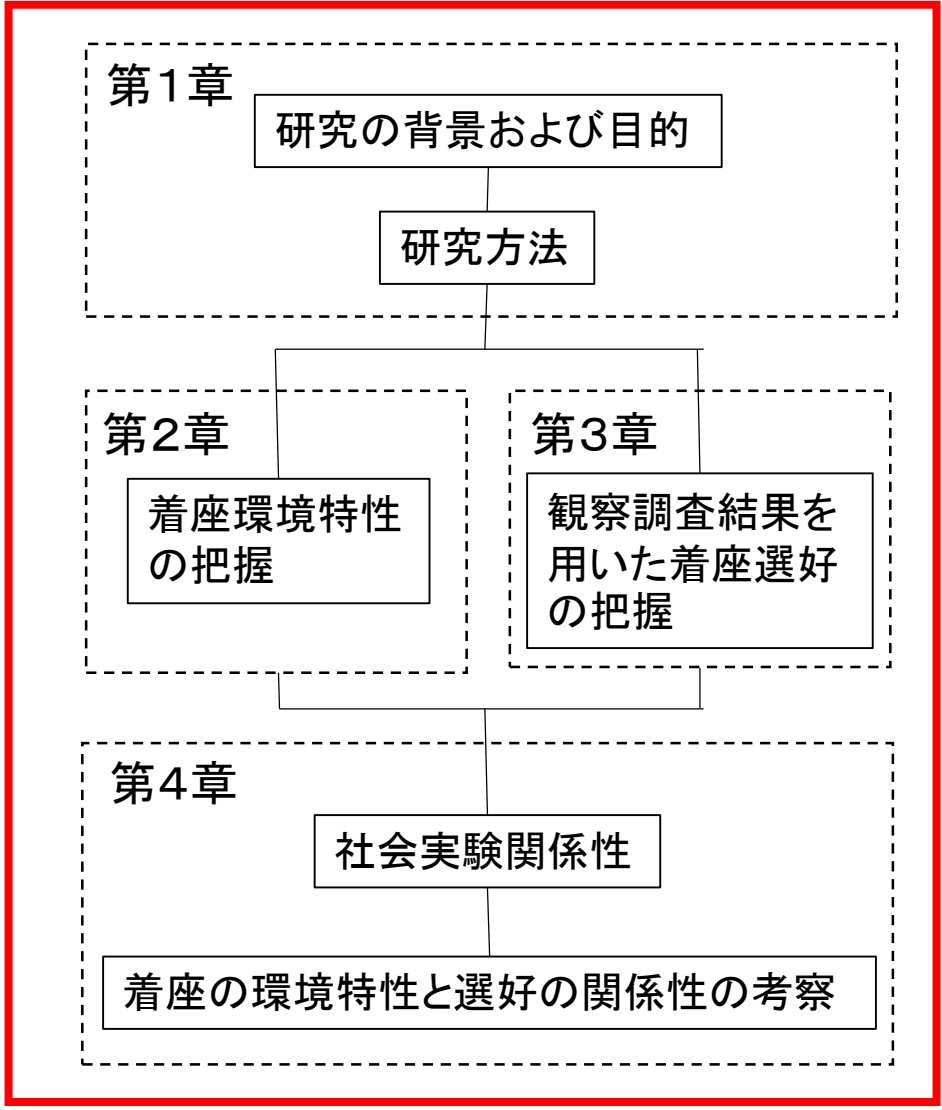 第1章
研究の背景および目的
研究方法
第2章
着座環境特性
の把握
第3章
観察調査結果を
用いた着座選好
の把握
第4章
社会実験関係性
着座の環境特性と選好の関係性の考察